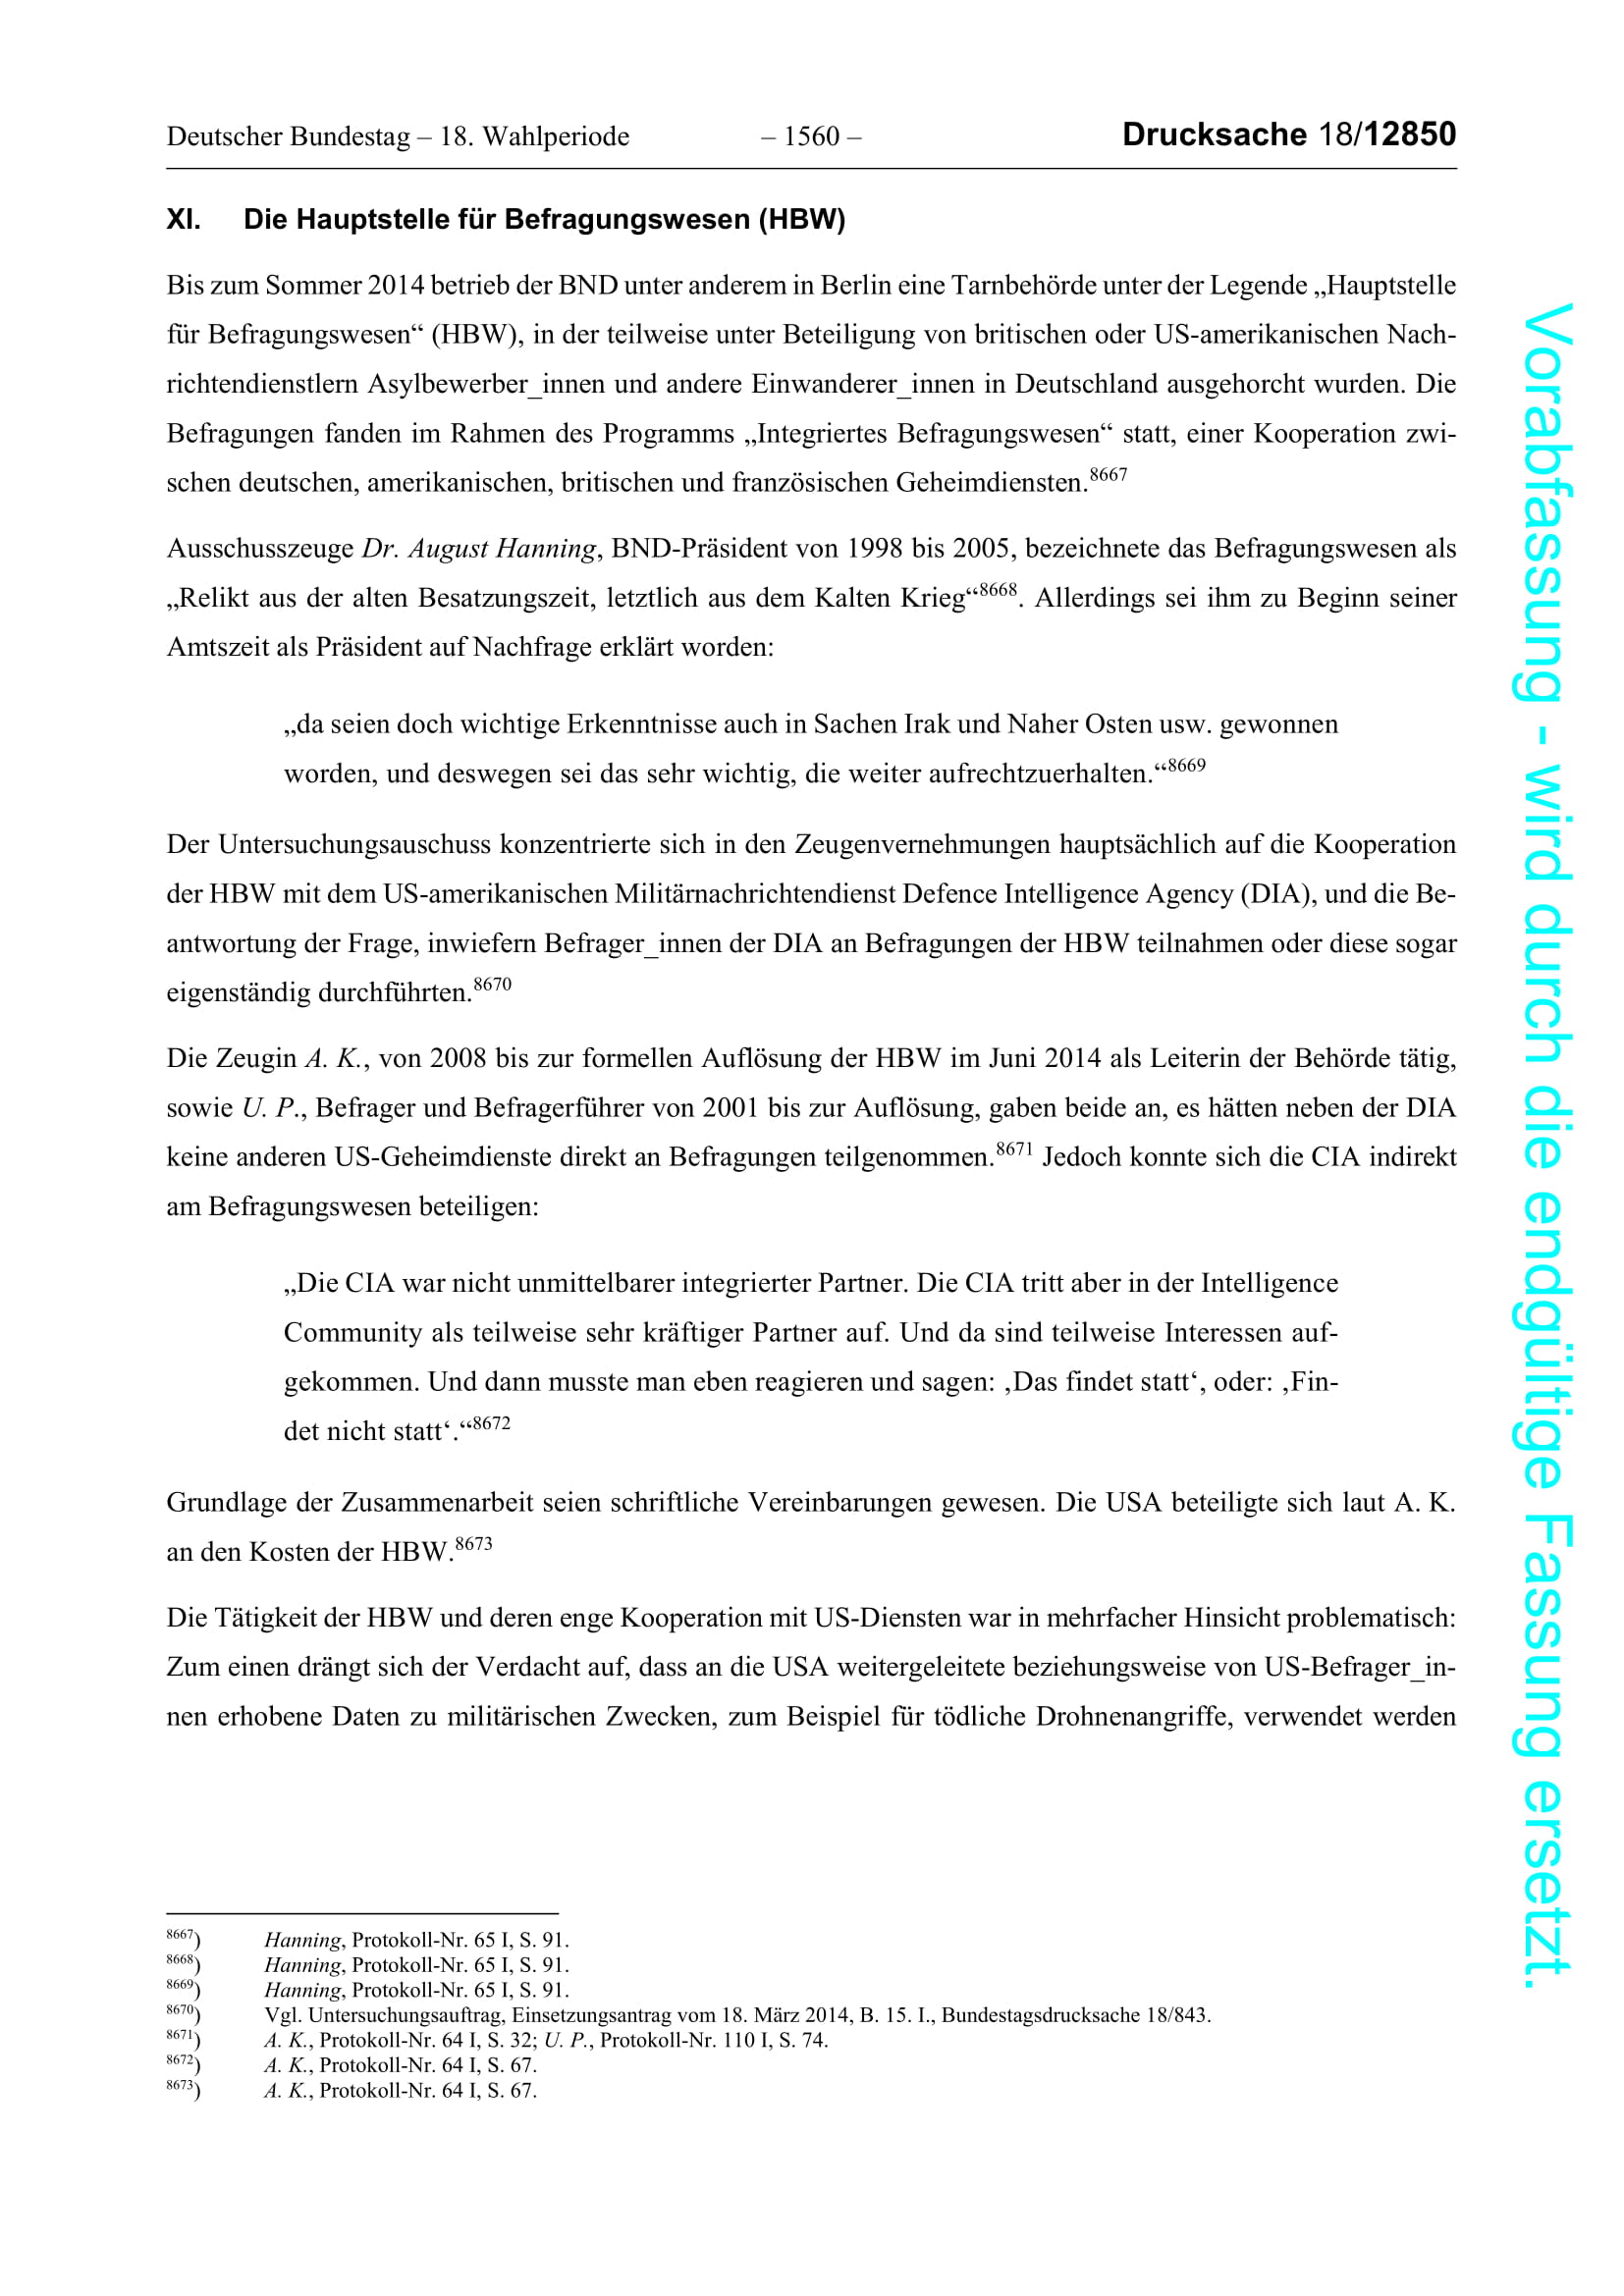 Deutscher Bundestag – 18. Wahlperiode – 1560 – Drucksache 18/12850
XI. Die Hauptstelle für Befragungswesen (HBW)
Bis zum Sommer 2014 betrieb der BND unter anderem in Berlin eine Tarnbehörde unter der Legende „Hauptstelle
für Befragungswesen“ (HBW), in der teilweise unter Beteiligung von britischen oder US-amerikanischen Nach-
richtendienstlern Asylbewerber_innen und andere Einwanderer_innen in Deutschland ausgehorcht wurden. Die
Befragungen fanden im Rahmen des Programms „Integriertes Befragungswesen“ statt, einer Kooperation zwi-
schen deutschen, amerikanischen, britischen und französischen Geheimdiensten.8667
Ausschusszeuge Dr. August Hanning, BND-Präsident von 1998 bis 2005, bezeichnete das Befragungswesen als
„Relikt aus der alten Besatzungszeit, letztlich aus dem Kalten Krieg“8668. Allerdings sei ihm zu Beginn seiner
Amtszeit als Präsident auf Nachfrage erklärt worden:
„da seien doch wichtige Erkenntnisse auch in Sachen Irak und Naher Osten usw. gewonnen
worden, und deswegen sei das sehr wichtig, die weiter aufrechtzuerhalten.“8669
Der Untersuchungsauschuss konzentrierte sich in den Zeugenvernehmungen hauptsächlich auf die Kooperation
der HBW mit dem US-amerikanischen Militärnachrichtendienst Defence Intelligence Agency (DIA), und die Be-
antwortung der Frage, inwiefern Befrager_innen der DIA an Befragungen der HBW teilnahmen oder diese sogar
eigenständig durchführten.8670
Die Zeugin A. K., von 2008 bis zur formellen Auflösung der HBW im Juni 2014 als Leiterin der Behörde tätig,
sowie U. P., Befrager und Befragerführer von 2001 bis zur Auflösung, gaben beide an, es hätten neben der DIA
keine anderen US-Geheimdienste direkt an Befragungen teilgenommen.8671 Jedoch konnte sich die CIA indirekt
am Befragungswesen beteiligen:
„Die CIA war nicht unmittelbarer integrierter Partner. Die CIA tritt aber in der Intelligence
Community als teilweise sehr kräftiger Partner auf. Und da sind teilweise Interessen auf-
gekommen. Und dann musste man eben reagieren und sagen: ‚Das findet statt‘, oder: ‚Fin-
det nicht statt‘.“8672
Grundlage der Zusammenarbeit seien schriftliche Vereinbarungen gewesen. Die USA beteiligte sich laut A. K.
an den Kosten der HBW.8673
Die Tätigkeit der HBW und deren enge Kooperation mit US-Diensten war in mehrfacher Hinsicht problematisch:
Zum einen drängt sich der Verdacht auf, dass an die USA weitergeleitete beziehungsweise von US-Befrager_in-
nen erhobene Daten zu militärischen Zwecken, zum Beispiel für tödliche Drohnenangriffe, verwendet werden
8667) Hanning, Protokoll-Nr. 65 I, S. 91.
8668) Hanning, Protokoll-Nr. 65 I, S. 91.
8669) Hanning, Protokoll-Nr. 65 I, S. 91.
8670) Vgl. Untersuchungsauftrag, Einsetzungsantrag vom 18. März 2014, B. 15. I., Bundestagsdrucksache 18/843.
8671) A. K., Protokoll-Nr. 64 I, S. 32; U. P., Protokoll-Nr. 110 I, S. 74.
8672) A. K., Protokoll-Nr. 64 I, S. 67.
8673) A. K., Protokoll-Nr. 64 I, S. 67.
Vorabfassung - wird durch die endgültige Fassung ersetzt.